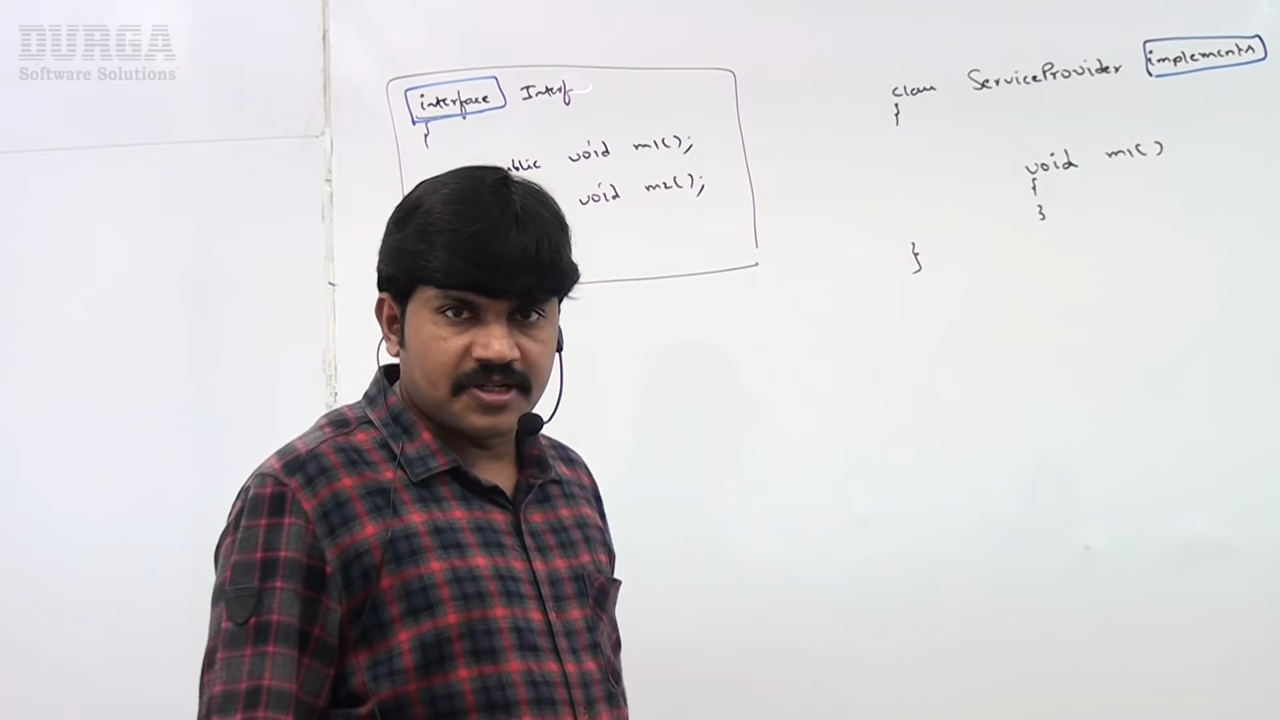 DURGA
Software Solutions
interface Interf
{
void m1();
void m2();
class ServiceProvider implements
{
void m1()
{
}
}